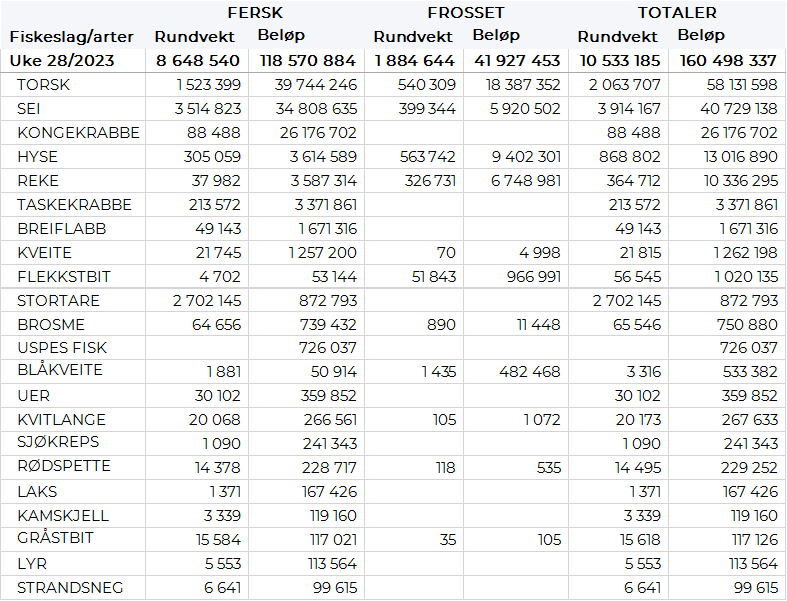 FERSK FROSSET TOTALER
Fiskeslag/arter Rundvekt Beløp Rundvekt Beløp Rundvekt Beløp
Uke 28/2023 8 648 540 118 570 884 1 884 644 41 927 453 10 533 185 160 498 337
TORSK 1 523 399 39 744 246 540 309 18 387 352 2 063 707 58 131 598
SEI 3 514 823 34 808 635 399 344 5 920 502 3 914 167 40 729 138
KONGEKRABBE 88 488 26 176 702 88 488 26 176 702
HYSE 305 059 3 614 589 563 742 9 402 301 868 802 13 016 890
REKE 37 982 3 587 314 326 731 6 748 981 364 712 10 336 295
TASKEKRABBE 213 572 3 371 861 213 572 3 371 861
BREIFLABB 49 143 1 671 316 49 143 1 671 316
KVEITE 21 745 1 257 200 70 4 998 21 815 1 262 198
FLEKKSTBIT 4 702 53 144 51 843 966 991 56 545 1 020 135
STORTARE 2 702 145 872 793 2 702 145 872 793
BROSME 64 656 739 432 890 11 448 65 546 750 880
USPES FISK 726 037 726 037
BLÅKVEITE 1 881 50 914 1 435 482 468 3 316 533 382
UER 30 102 359 852 30 102 359 852
KVITLANGE 20 068 266 561 105 1 072 20 173 267 633
SJØKREPS 1 090 241 343 1 090 241 343
RØDSPETTE 14 378 228 717 118 535 14 495 229 252
LAKS 1 371 167 426 1 371 167 426
KAMSKJELL 3 339 119 160 3 339 119 160
GRÅSTBIT 15 584 117 021 35 105 15 618 117 126
LYR 5 553 113 564 5 553 113 564
STRANDSNEG 6 641 99 615 6 641 99 615